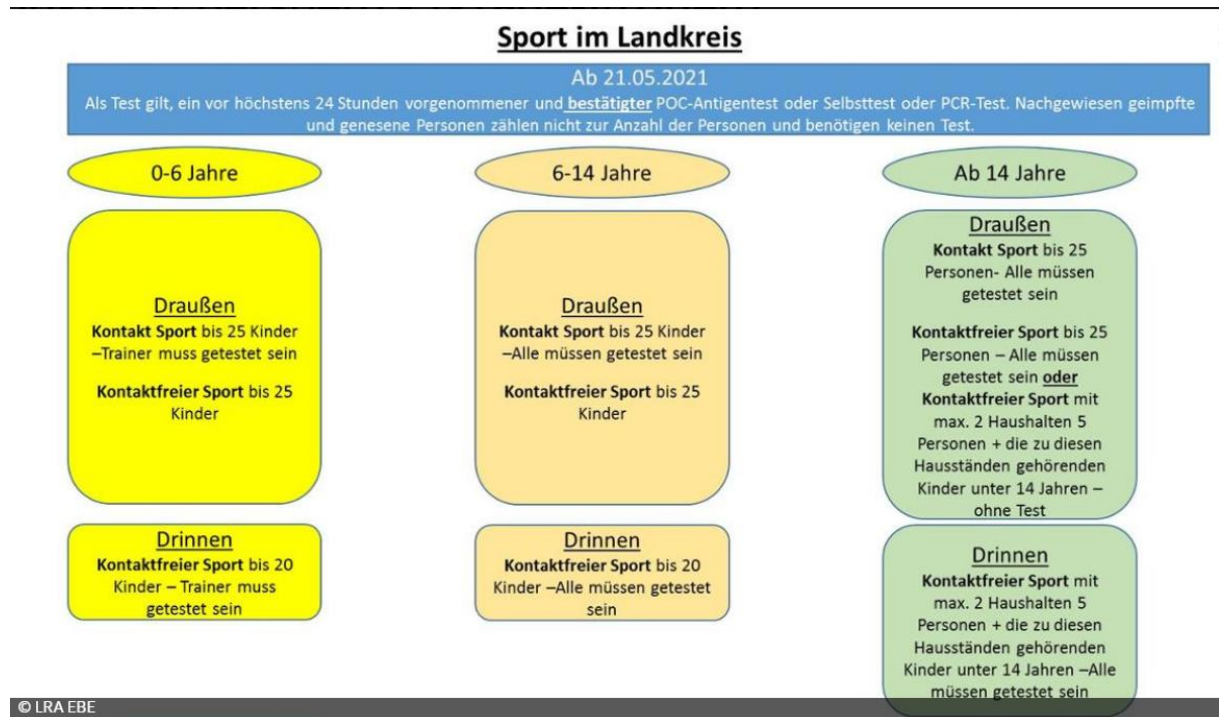 Sport im Landkreis
Ab 21.05.2021
Als Test gilt, ein vor höchstens 24 Stunden vorgenommener und bestätigter POC-Antigentest oder Selbsttest oder PCR-Test. Nachgewiesen geimpfte
und genesene Personen zählen nicht zur Anzahl der Personen und benötigen keinen Test.
0-6 Jahre
Draußen
Kontakt Sport bis 25 Kinder
–Trainer muss getestet sein
Kontaktfreier Sport bis 25
Kinder
Drinnen
Kontaktfreier Sport bis 20
Kinder – Trainer muss
getestet sein
6-14 Jahre
Draußen
Kontakt Sport bis 25 Kinder
–Alle müssen getestet sein
Kontaktfreier Sport bis 25
Kinder
Drinnen
Kontaktfreier Sport bis 20
Kinder –Alle müssen getestet
sein
Ab 14 Jahre
Draußen
Kontakt Sport bis 25
Personen- Alle müssen
getestet sein
Kontaktfreier Sport bis 25
Personen – Alle müssen
getestet sein oder
Kontaktfreier Sport mit
max. 2 Haushalten 5
Personen + die zu diesen
Hausständen gehörenden
Kinder unter 14 Jahren –
ohne Test
Drinnen
Kontaktfreier Sport mit
max. 2 Haushalten 5
Personen + die zu diesen
Hausständen gehörenden
Kinder unter 14 Jahren –Alle
müssen getestet sein
© LRA EBE